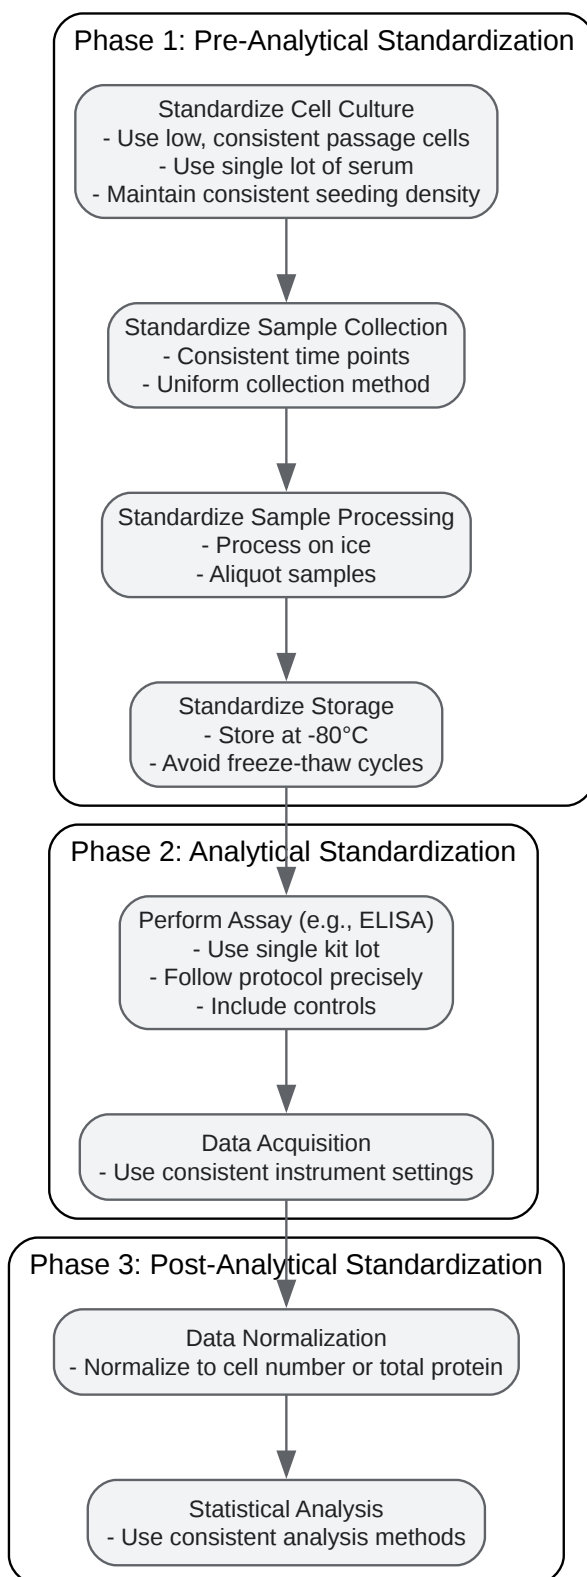 Phase 1: Pre-Analytical Standardization
Standardize Cell Culture
- Use low, consistent passage cells
- Use single lot of serum
- Maintain consistent seeding density
Standardize Sample Collection
- Consistent time points
- Uniform collection method
Standardize Sample Processing
- Process on ice
- Aliquot samples
Standardize Storage
- Store at -80°C
- Avoid freeze-thaw cycles
Phase 2: Analytical Standardization
Perform Assay (e.g., ELISA)
- Use single kit lot
- Follow protocol precisely
- Include controls
Data Acquisition
- Use consistent instrument settings
Phase 3: Post-Analytical Standardization
Data Normalization
- Normalize to cell number or total protein
Statistical Analysis
- Use consistent analysis methods